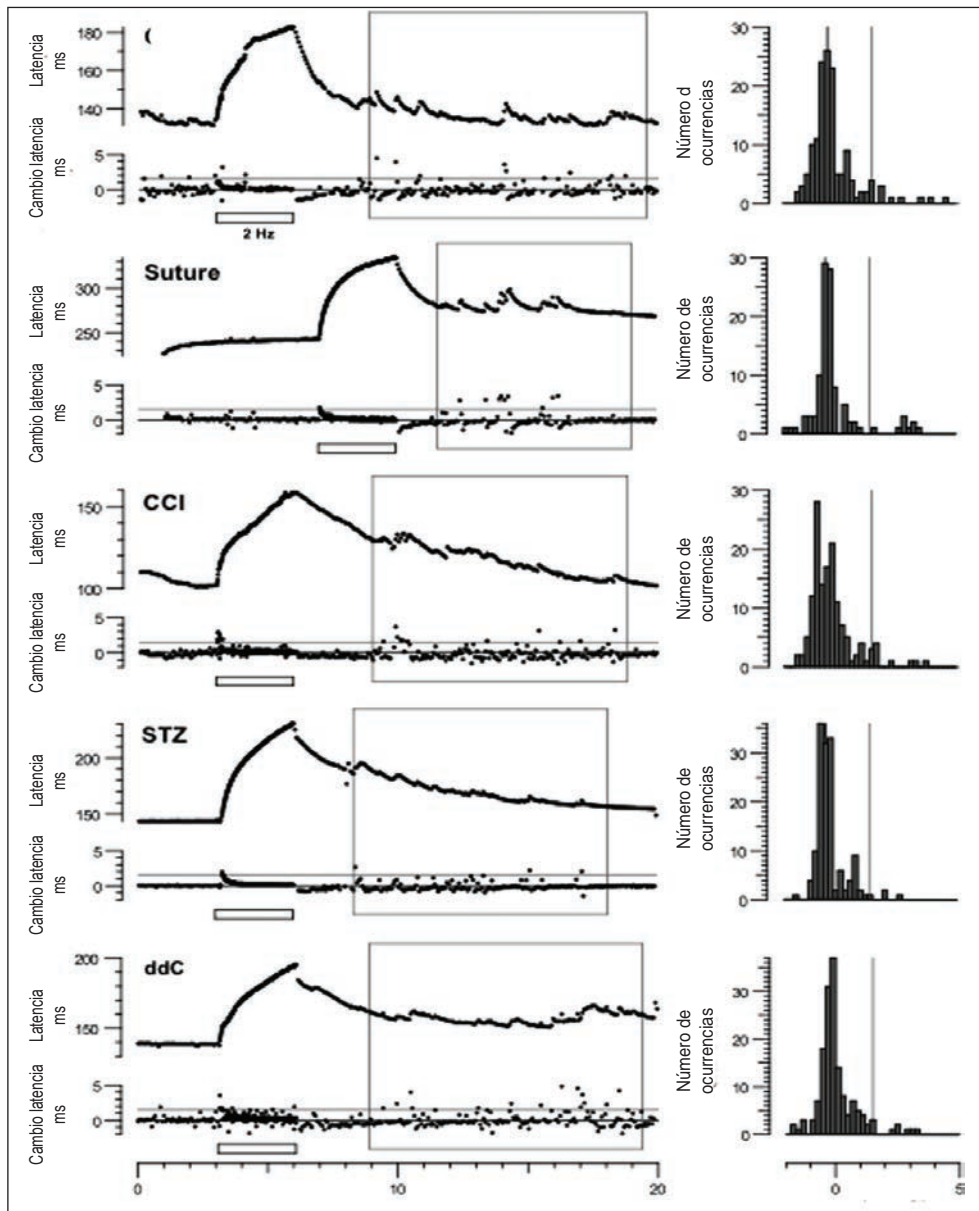 Latencia
ms
180
160
140
(
Cambio latencia
ms
5
0
2 Hz
Número d
ocurrencias
30
20
10
0
Suture
Latencia
ms
300
250
Cambio latencia
ms
5
0
Número de
ocurrencias
30
20
10
0
CCI
Latencia
ms
150
100
Cambio latencia
ms
5
0
Número de
ocurrencias
30
20
10
0
STZ
Latencia
ms
200
150
Cambio latencia
ms
5
0
Número de
ocurrencias
30
20
10
0
ddC
Latencia
ms
200
150
Cambio latencia
ms
5
0
Número de
ocurrencias
30
20
10
0
0
10
20
0
5